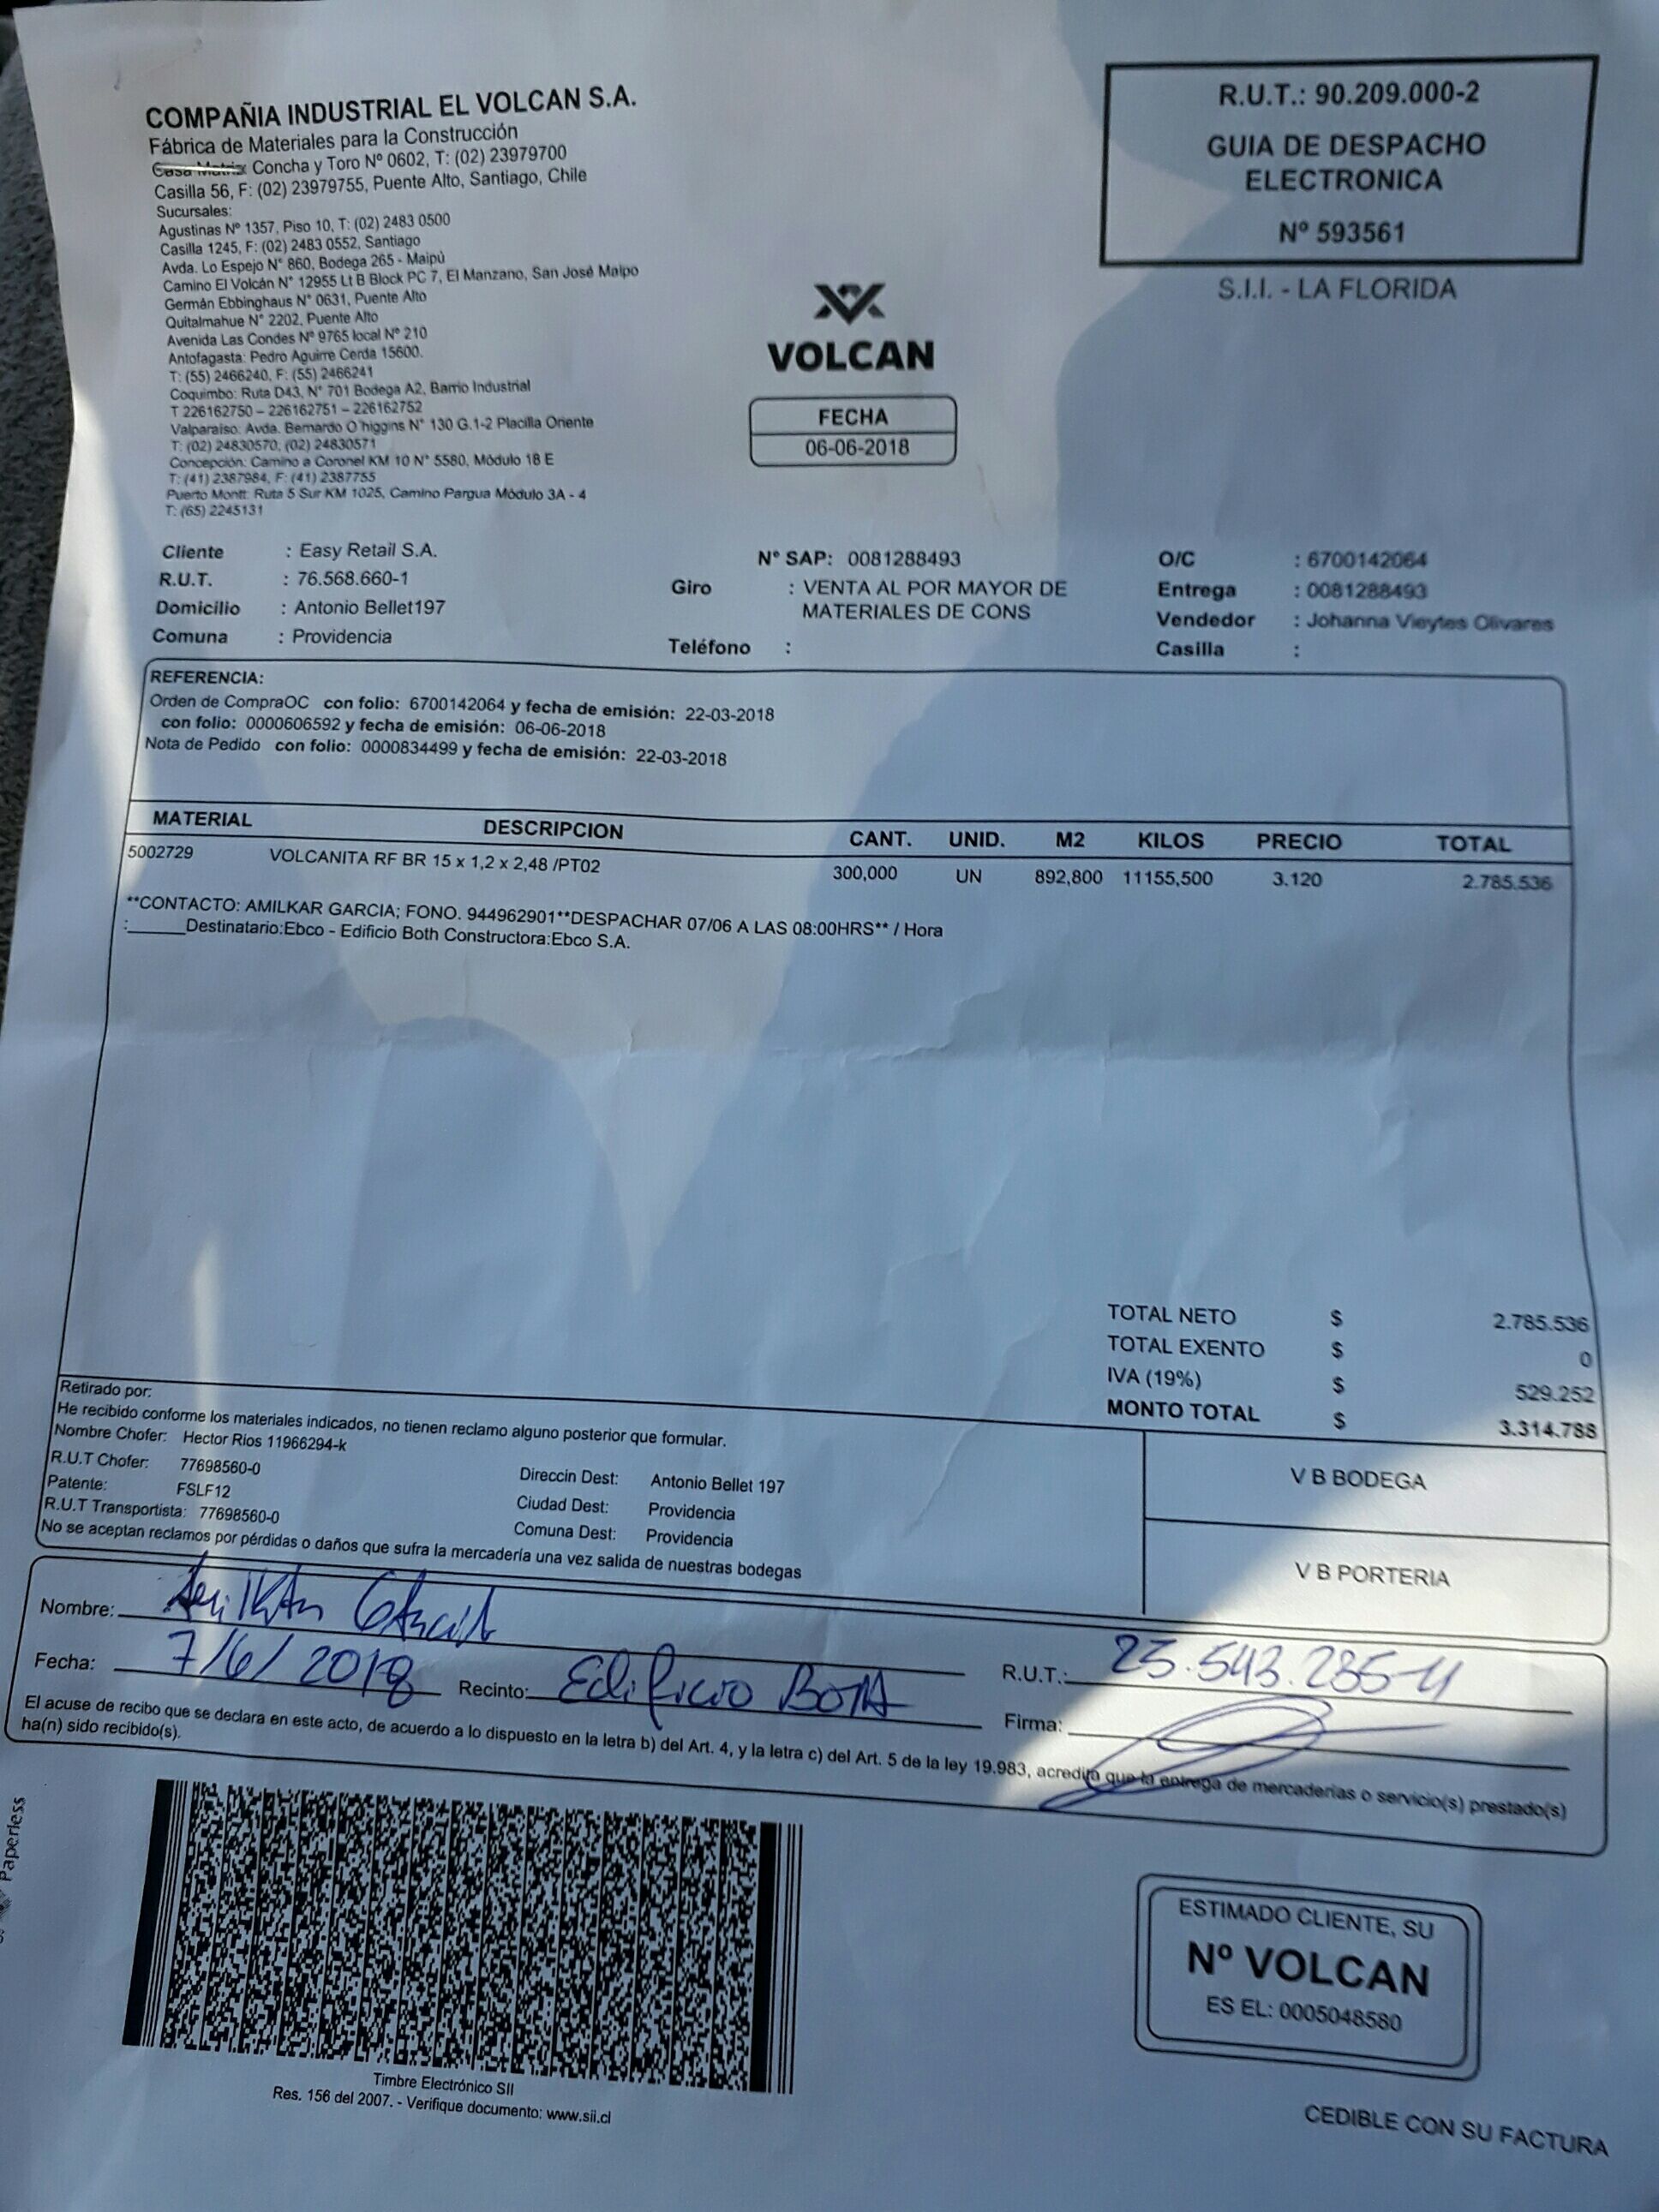 COMPAÑIA INDUSTRIAL EL VOLCAN S.A.
Fábrica de Materiales para la Construcción
Casa Matriz Concha y Toro Nº 0602, T: (02) 23979700
Casilla 56, F: (02) 23979755, Puente Alto, Santiago, Chile
Sucursales:
Agustinas Nº 1357, Piso 10, T: (02) 2483 0500
Casilla 1245, F: (02) 2483 0552, Santiago
Avda. Lo Espejo N° 860, Bodega 265 - Maipú
Camino El Volcán N° 12955 Lt B Block PC 7, El Manzano, San José Maipo
Germán Ebbinghaus N° 0631, Puente Alto
Quitalmahue N° 2202, Puente Alto
Avenida Las Condes Nº 9765 local Nº 210
Antofagasta: Pedro Aguirre Cerda 15600.
T: (55) 2466240, F: (55) 2466241
Coquimbo: Ruta D43, N° 701 Bodega A2, Barrio Industrial
T 226162750 – 226162751 – 226162752
Valparaíso: Avda. Bernardo O´higgins N° 130 G.1-2 Placilla Oriente
T: (02) 24830570, (02) 24830571
Concepción: Camino a Coronel KM 10 N° 5580, Módulo 18 E
T: (41) 2387984, F: (41) 2387755
Puerto Montt: Ruta 5 Sur KM 1025, Camino Pargua Módulo 3A - 4
T: (65) 2245131
R.U.T.: 90.209.000-2
GUIA DE DESPACHO
ELECTRONICA
Nº 593561
S.I.I. - LA FLORIDA
VOLCAN
FECHA
06-06-2018
Cliente : Easy Retail S.A.
R.U.T. : 76.568.660-1
Domicilio : Antonio Bellet197
Comuna : Providencia
Nº SAP: 0081288493
Giro : VENTA AL POR MAYOR DE
MATERIALES DE CONS
Teléfono :
O/C : 6700142064
Entrega : 0081288493
Vendedor : Johanna Vieytes Olivares
Casilla :
REFERENCIA:
Orden de CompraOC con folio: 6700142064 y fecha de emisión: 22-03-2018
con folio: 0000606592 y fecha de emisión: 06-06-2018
Nota de Pedido con folio: 0000834499 y fecha de emisión: 22-03-2018
MATERIAL DESCRIPCION CANT. UNID. M2 KILOS PRECIO TOTAL
5002729 VOLCANITA RF BR 15 x 1,2 x 2,48 /PT02 300,000 UN 892,800 11155,500 3.120 2.785.536
**CONTACTO: AMILKAR GARCIA; FONO. 944962901**DESPACHAR 07/06 A LAS 08:00HRS** / Hora
:______Destinatario:Ebco - Edificio Both Constructora:Ebco S.A.
TOTAL NETO $ 2.785.536
TOTAL EXENTO $ 0
IVA (19%) $ 529.252
MONTO TOTAL $ 3.314.788
Retirado por:
He recibido conforme los materiales indicados, no tienen reclamo alguno posterior que formular.
Nombre Chofer: Hector Rios 11966294-k
R.U.T Chofer: 77698560-0
Patente: FSLF12
R.U.T Transportista: 77698560-0
Direccin Dest: Antonio Bellet 197
Ciudad Dest: Providencia
Comuna Dest: Providencia
No se aceptan reclamos por pérdidas o daños que sufra la mercadería una vez salida de nuestras bodegas
V B BODEGA
V B PORTERIA
Nombre: Amilkar Garcia
Fecha: 7/6/2018 Recinto: Edificio Both
R.U.T.: 25.543.235-4
Firma:
El acuse de recibo que se declara en este acto, de acuerdo a lo dispuesto en la letra b) del Art. 4, y la letra c) del Art. 5 de la ley 19.983, acredita que la entrega de mercaderias o servicio(s) prestado(s)
ha(n) sido recibido(s).
Paperless
Timbre Electrónico SII
Res. 156 del 2007. - Verifique documento: www.sii.cl
ESTIMADO CLIENTE, SU
Nº VOLCAN
ES EL: 0005048580
CEDIBLE CON SU FACTURA